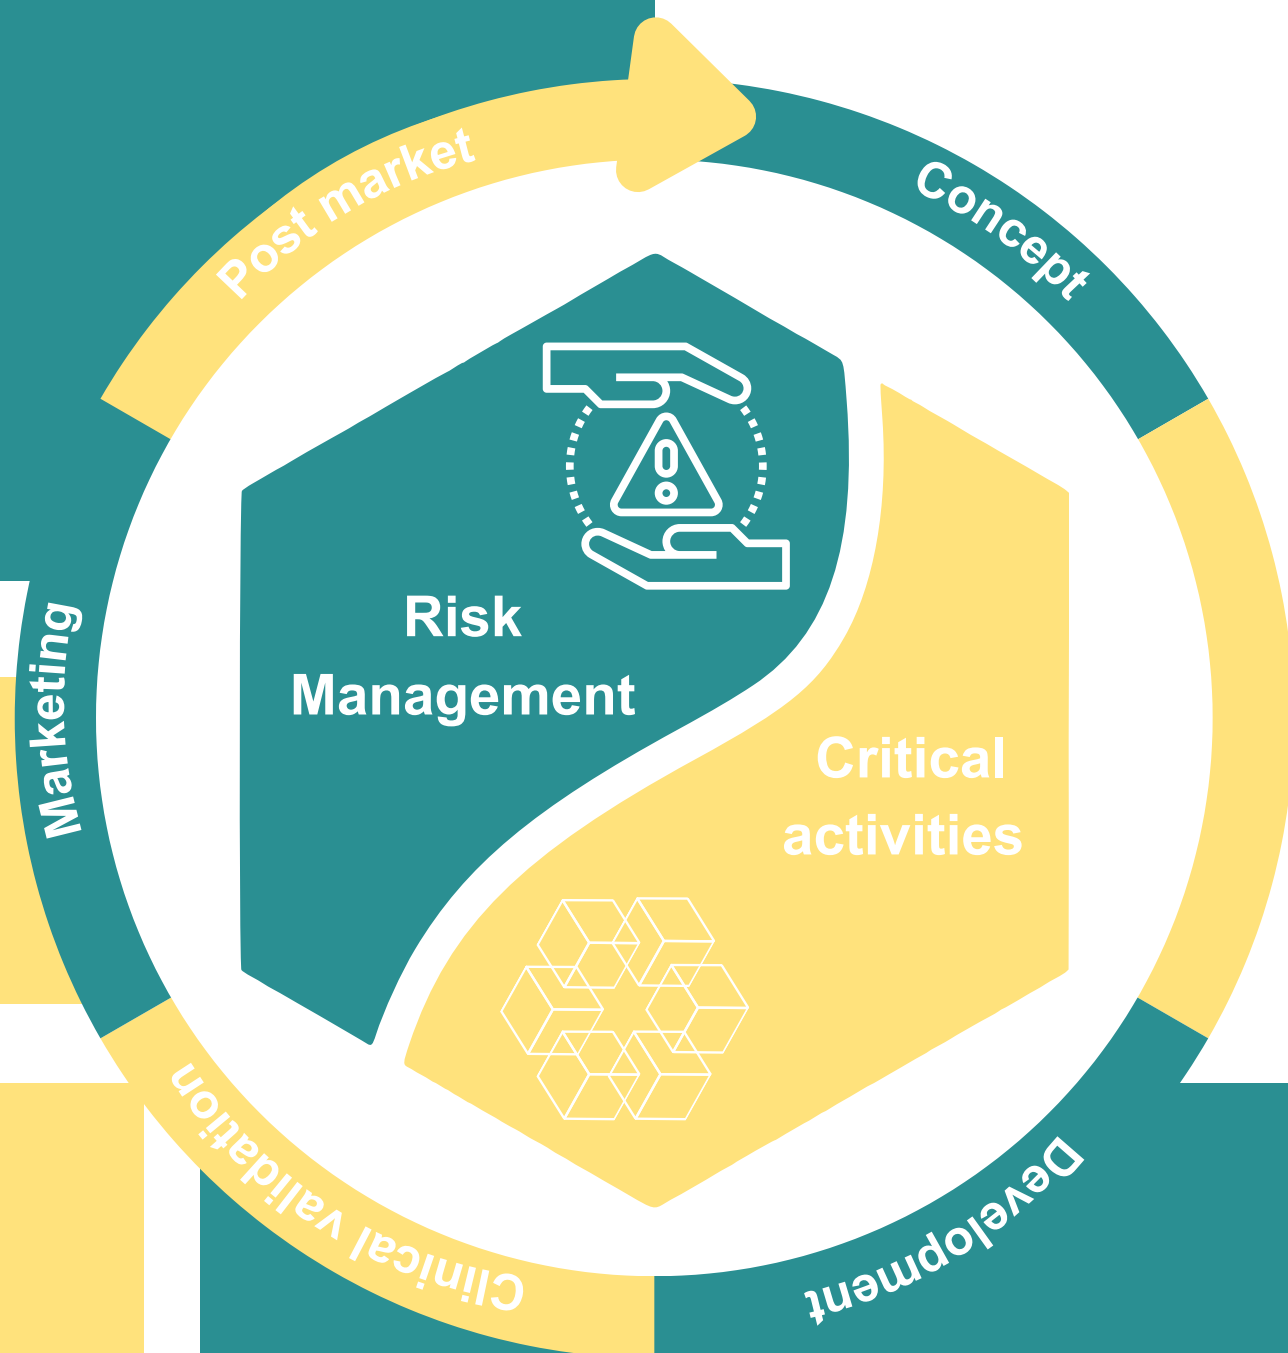 Post market
Concept
Risk
Management
Critical
activities
Marketing
Clinical validation
Development